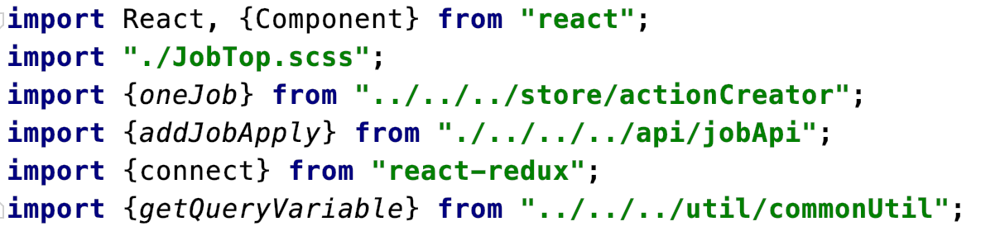 import React, {Component} from "react";
import "./JobTop.scss";
import {oneJob} from "../../../store/actionCreator";
import {addJobApply} from "./../../../api/jobApi";
import {connect} from "react-redux";
import {getQueryVariable} from "../../../util/commonUtil";